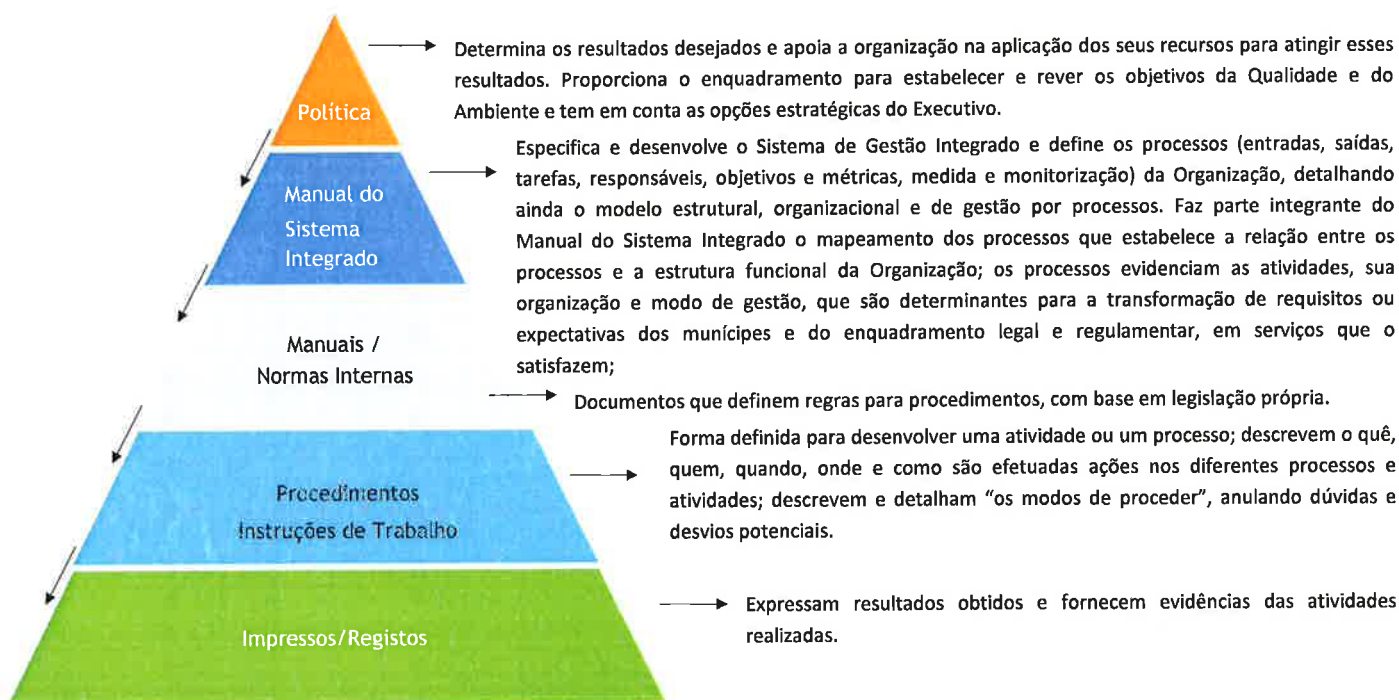 Política
Determina os resultados desejados e apoia a organização na aplicação dos seus recursos para atingir esses
resultados. Proporciona o enquadramento para estabelecer e rever os objetivos da Qualidade e do
Ambiente e tem em conta as opções estratégicas do Executivo.
Manual do
Sistema
Integrado
Especifica e desenvolve o Sistema de Gestão Integrado e define os processos (entradas, saídas,
tarefas, responsáveis, objetivos e métricas, medida e monitorização) da Organização, detalhando
ainda o modelo estrutural, organizacional e de gestão por processos. Faz parte integrante do
Manual do Sistema Integrado o mapeamento dos processos que estabelece a relação entre os
processos e a estrutura funcional da Organização; os processos evidenciam as atividades, sua
organização e modo de gestão, que são determinantes para a transformação de requisitos ou
expectativas dos munícipes e do enquadramento legal e regulamentar, em serviços que o
satisfazem;
Manuais /
Normas Internas
Documentos que definem regras para procedimentos, com base em legislação própria.
Procedimentos
Instruções de Trabalho
Forma definida para desenvolver uma atividade ou um processo; descrevem o quê,
quem, quando, onde e como são efetuadas ações nos diferentes processos e
atividades; descrevem e detalham “os modos de proceder”, anulando dúvidas e
desvios potenciais.
Impressos/Registos
Expressam resultados obtidos e fornecem evidências das atividades
realizadas.